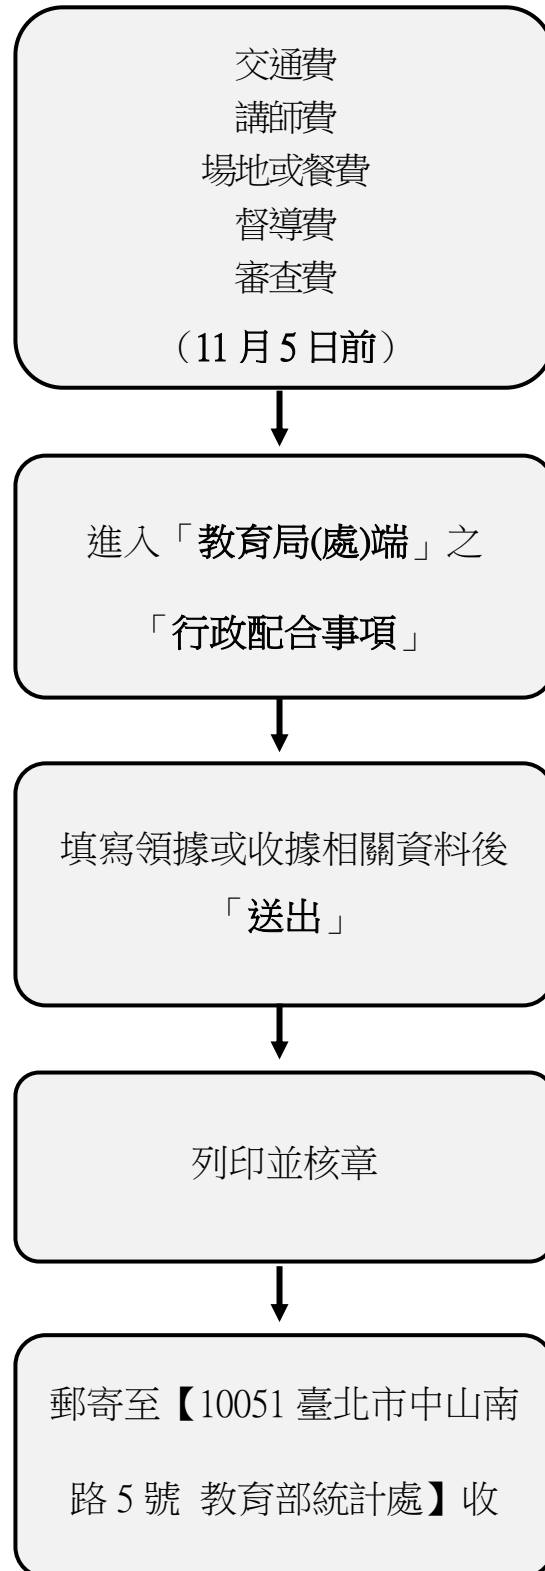 交通費
講師費
場地或餐費
督導費
審查費
（11 月 5 日前）
進入「教育局(處)端」之
「行政配合事項」
填寫領據或收據相關資料後
「送出」
列印並核章
郵寄至【10051 臺北市中山南
路 5 號 教育部統計處】收